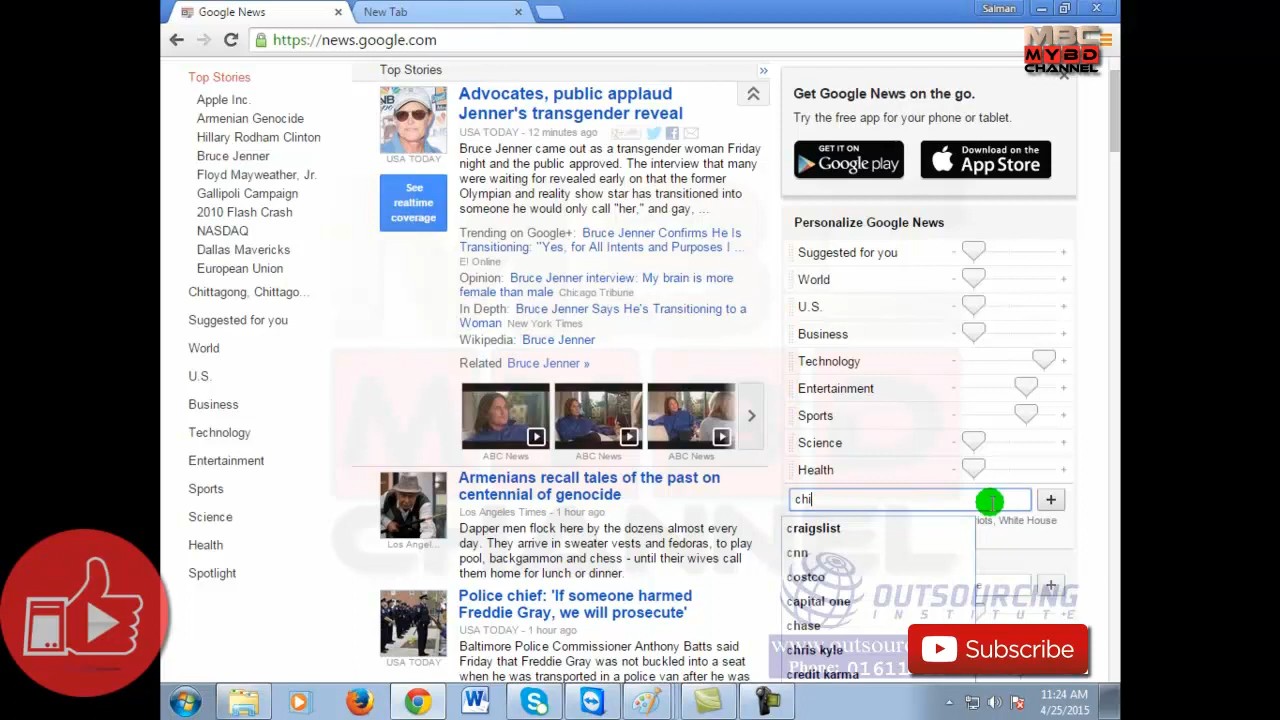 Google News
New Tab
Salman
https://news.google.com
MBC
MYBD
CHANNEL
Top Stories
Apple Inc.
Armenian Genocide
Hillary Rodham Clinton
Bruce Jenner
Floyd Mayweather, Jr.
Gallipoli Campaign
2010 Flash Crash
NASDAQ
Dallas Mavericks
European Union
Chittagong, Chittago...
Suggested for you
World
U.S.
Business
Technology
Entertainment
Sports
Science
Health
Spotlight
Top Stories
USA TODAY
See
realtime
coverage
Advocates, public applaud
Jenner's transgender reveal
USA TODAY - 12 minutes ago
Bruce Jenner came out as a transgender woman Friday
night and the public approved. The interview that many
were waiting for revealed early on that the former
Olympian and reality show star has transitioned into
someone he would only call "her," and gay, ...
Trending on Google+: Bruce Jenner Confirms He Is
Transitioning: "Yes, for All Intents and Purposes I ...
E! Online
Opinion: Bruce Jenner interview: My brain is more
female than male Chicago Tribune
In Depth: Bruce Jenner Says He's Transitioning to a
Woman New York Times
Wikipedia: Bruce Jenner
Related Bruce Jenner »
ABC News
ABC News
ABC News
Los Angel...
Armenians recall tales of the past on
centennial of genocide
Los Angeles Times - 1 hour ago
Dapper men flock here by the dozens almost every
day. They arrive in sweater vests and fedoras, to play
pool, backgammon and chess - until their wives call
them home for lunch or dinner.
USA TODAY
Police chief: 'If someone harmed
Freddie Gray, we will prosecute'
USA TODAY - 1 hour ago
Baltimore Police Commissioner Anthony Batts said
Friday that Freddie Gray was not buckled into a seat
when he was transported in a police van after he was
Get Google News on the go.
Try the free app for your phone or tablet.
GET IT ON
Google play
Download on the
App Store
Personalize Google News
Suggested for you
World
U.S.
Business
Technology
Entertainment
Sports
Science
Health
chi
craigslist
cnn
costco
capital one
chase
chris kyle
credit karma
White House
OUTSOURCING
INSTITUTE
Phone: 01611
Subscribe
11:24 AM
4/25/2015